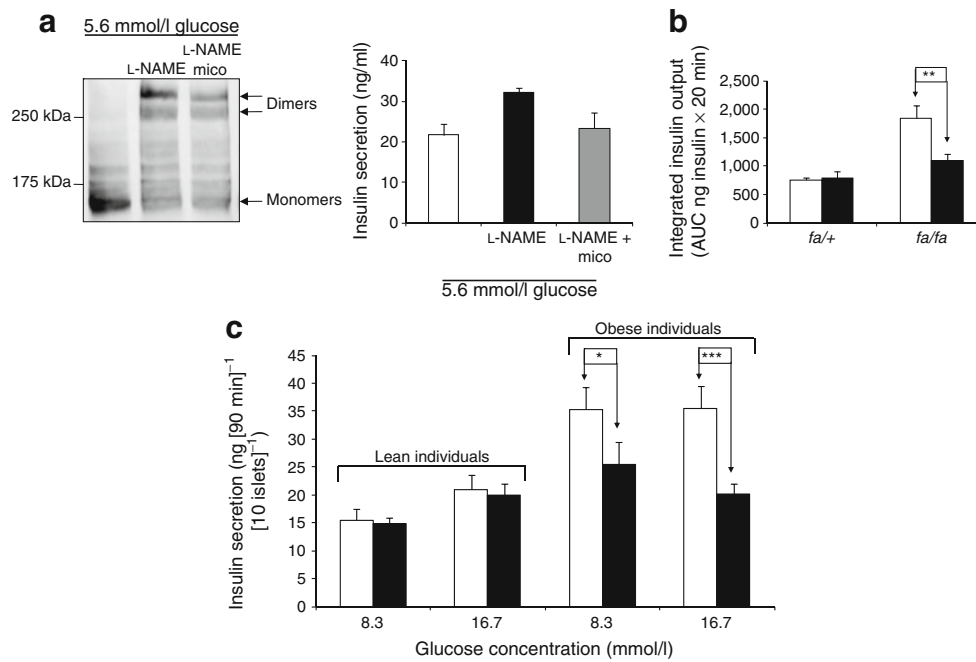 a
5.6 mmol/l glucose
L-NAME
L-NAME
mico
250 kDa
175 kDa
Dimers
Monomers
Insulin secretion (ng/ml)
40
30
20
10
0
L-NAME
L-NAME +
mico
5.6 mmol/l glucose
b
Integrated insulin output
(AUC ng insulin × 20 min)
2,500
2,000
1,500
1,000
500
0
**
fa/+
fa/fa
c
Insulin secretion (ng [90 min]⁻¹
[10 islets]⁻¹)
45
40
35
30
25
20
15
10
5
0
Lean individuals
Obese individuals
*
***
8.3
16.7
8.3
16.7
Glucose concentration (mmol/l)